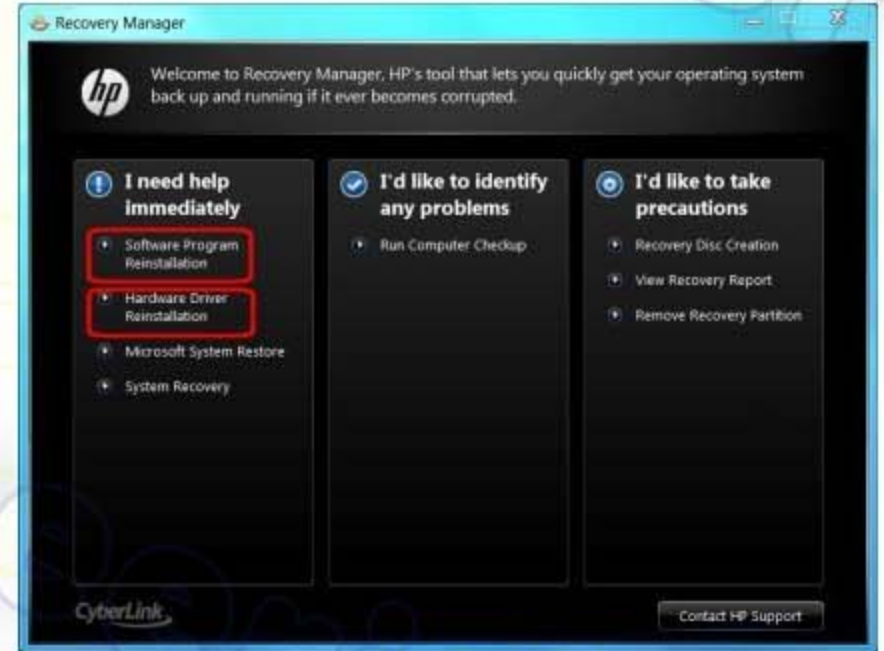 Recovery Manager
hp
Welcome to Recovery Manager, HP's tool that lets you quickly get your operating system
back up and running if it ever becomes corrupted.
I need help
immediately
Software Program
Reinstallation
Hardware Driver
Reinstallation
Microsoft System Restore
System Recovery
I'd like to identify
any problems
Run Computer Checkup
I'd like to take
precautions
Recovery Disc Creation
View Recovery Report
Remove Recovery Partition
CyberLink
Contact HP Support